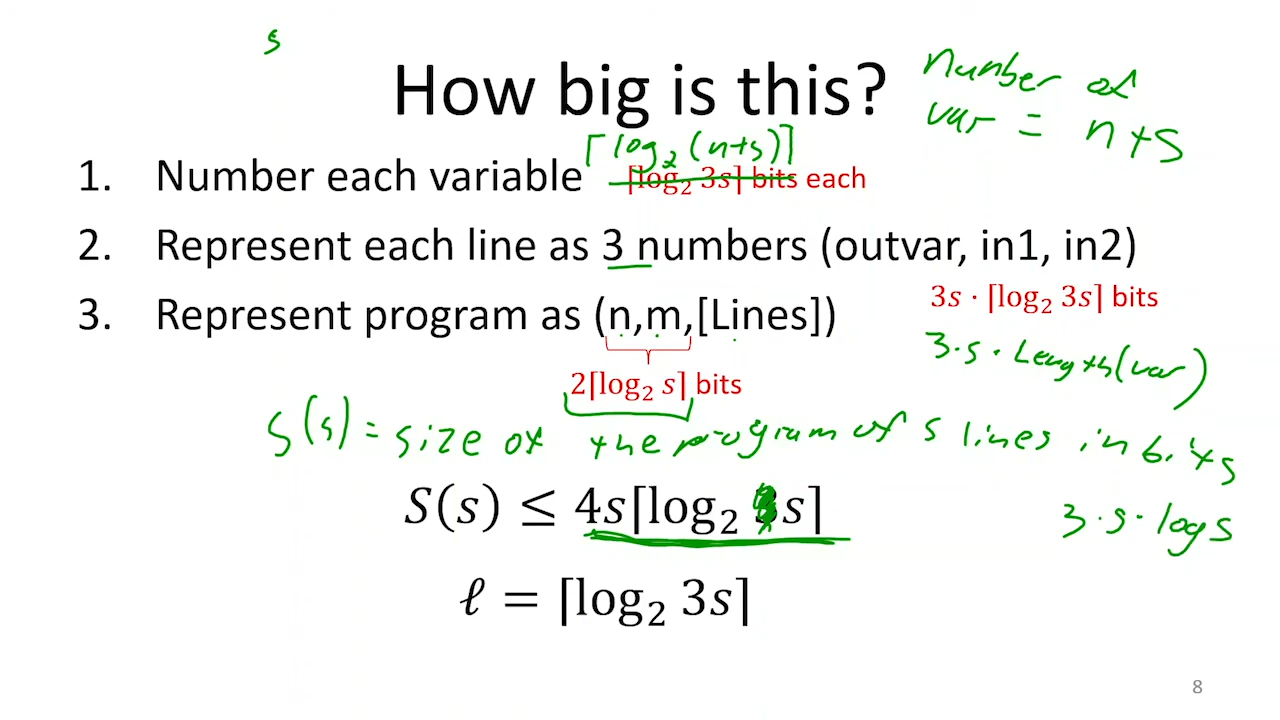 s
How big is this?
number of
var = n+s
⌈log₂(n+s)⌉
1. Number each variable ⌈log₂ 3s⌉ bits each
2. Represent each line as 3 numbers (outvar, in1, in2)
3. Represent program as (n,m,[Lines])
3s · ⌈log₂ 3s⌉ bits
3·s·Length(var)
2⌈log₂ s⌉ bits
S(s) = size of the program of s lines in bits
S(s) ≤ 4s⌈log₂ s⌉
3·s·log s
ℓ = ⌈log₂ 3s⌉
8